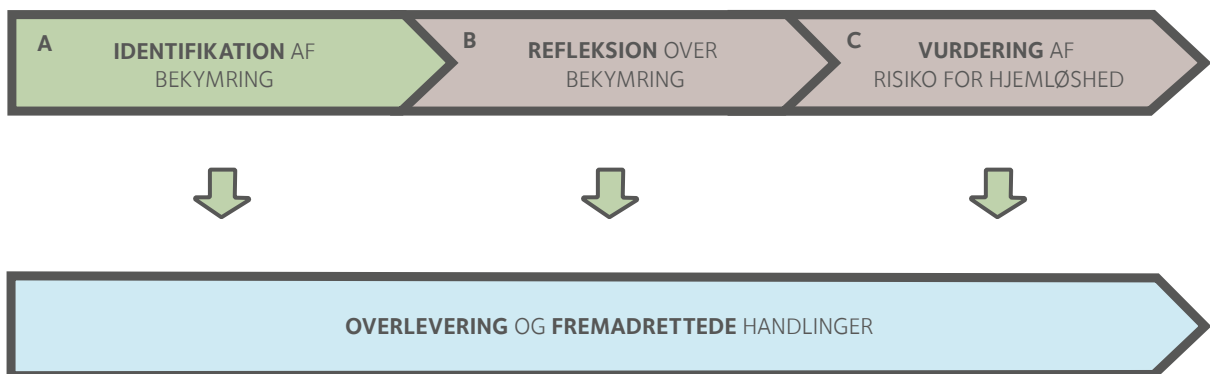 A
IDENTIFIKATION AF
BEKYMRING
B
REFLEKSION OVER
BEKYMRING
C
VURDERING AF
RISIKO FOR HJEMLØSHED
OVERLEVERING OG FREMADRETTEDE HANDLINGER